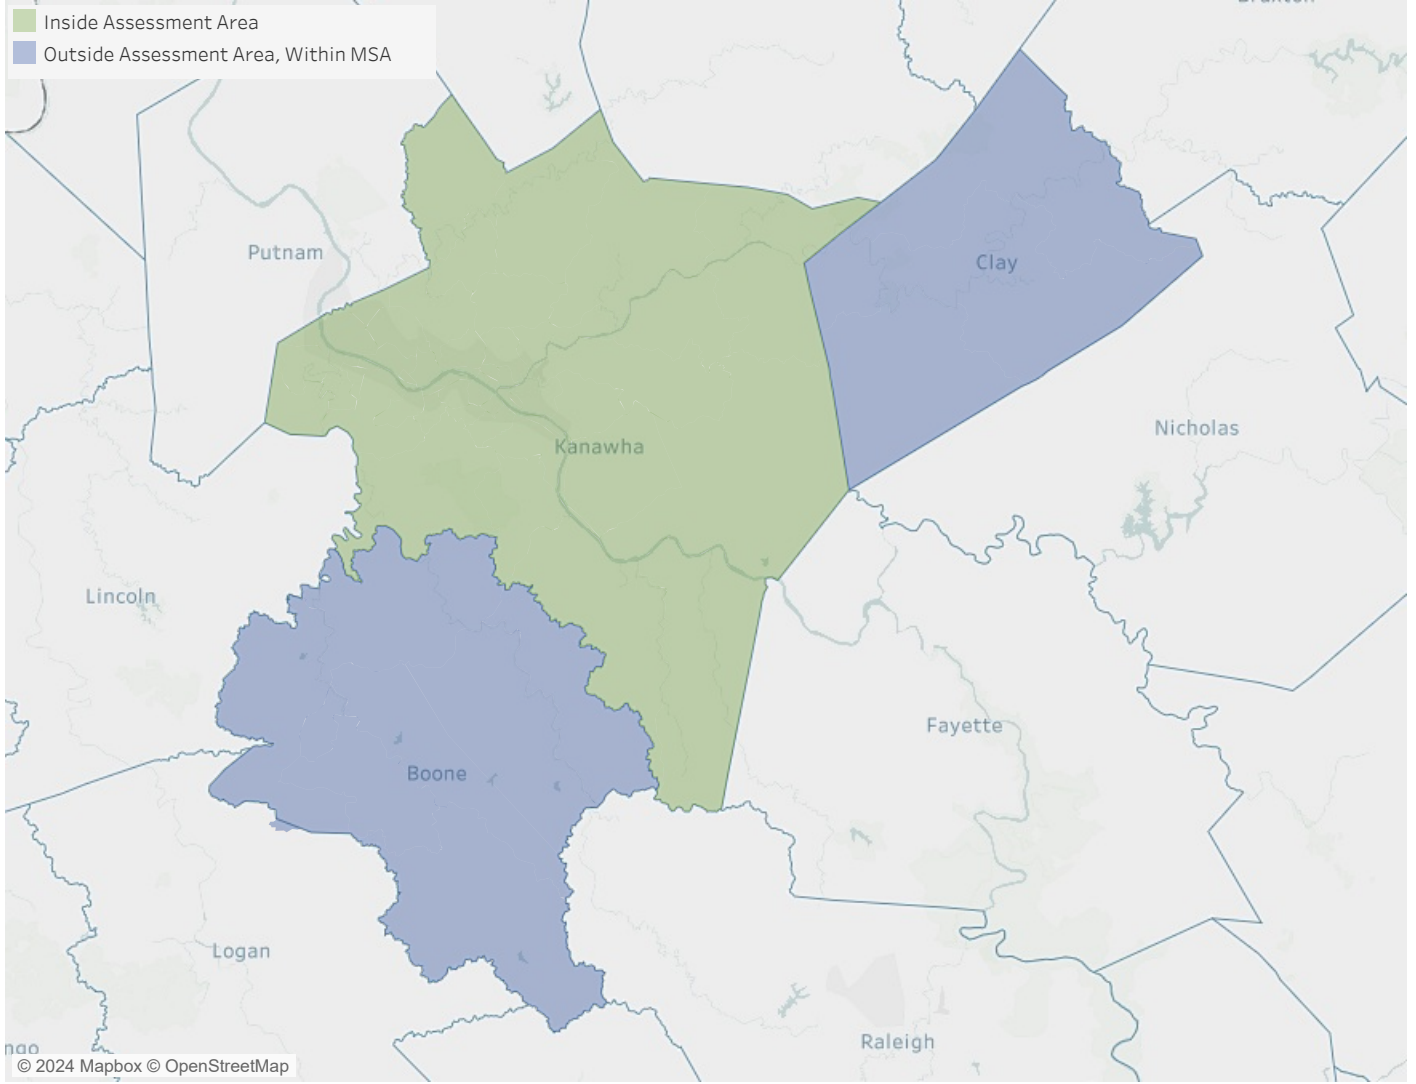 Inside Assessment Area
Outside Assessment Area, Within MSA
Putnam
Clay
Nicholas
Kanawha
Lincoln
Fayette
Boone
Logan
Raleigh
© 2024 Mapbox © OpenStreetMap